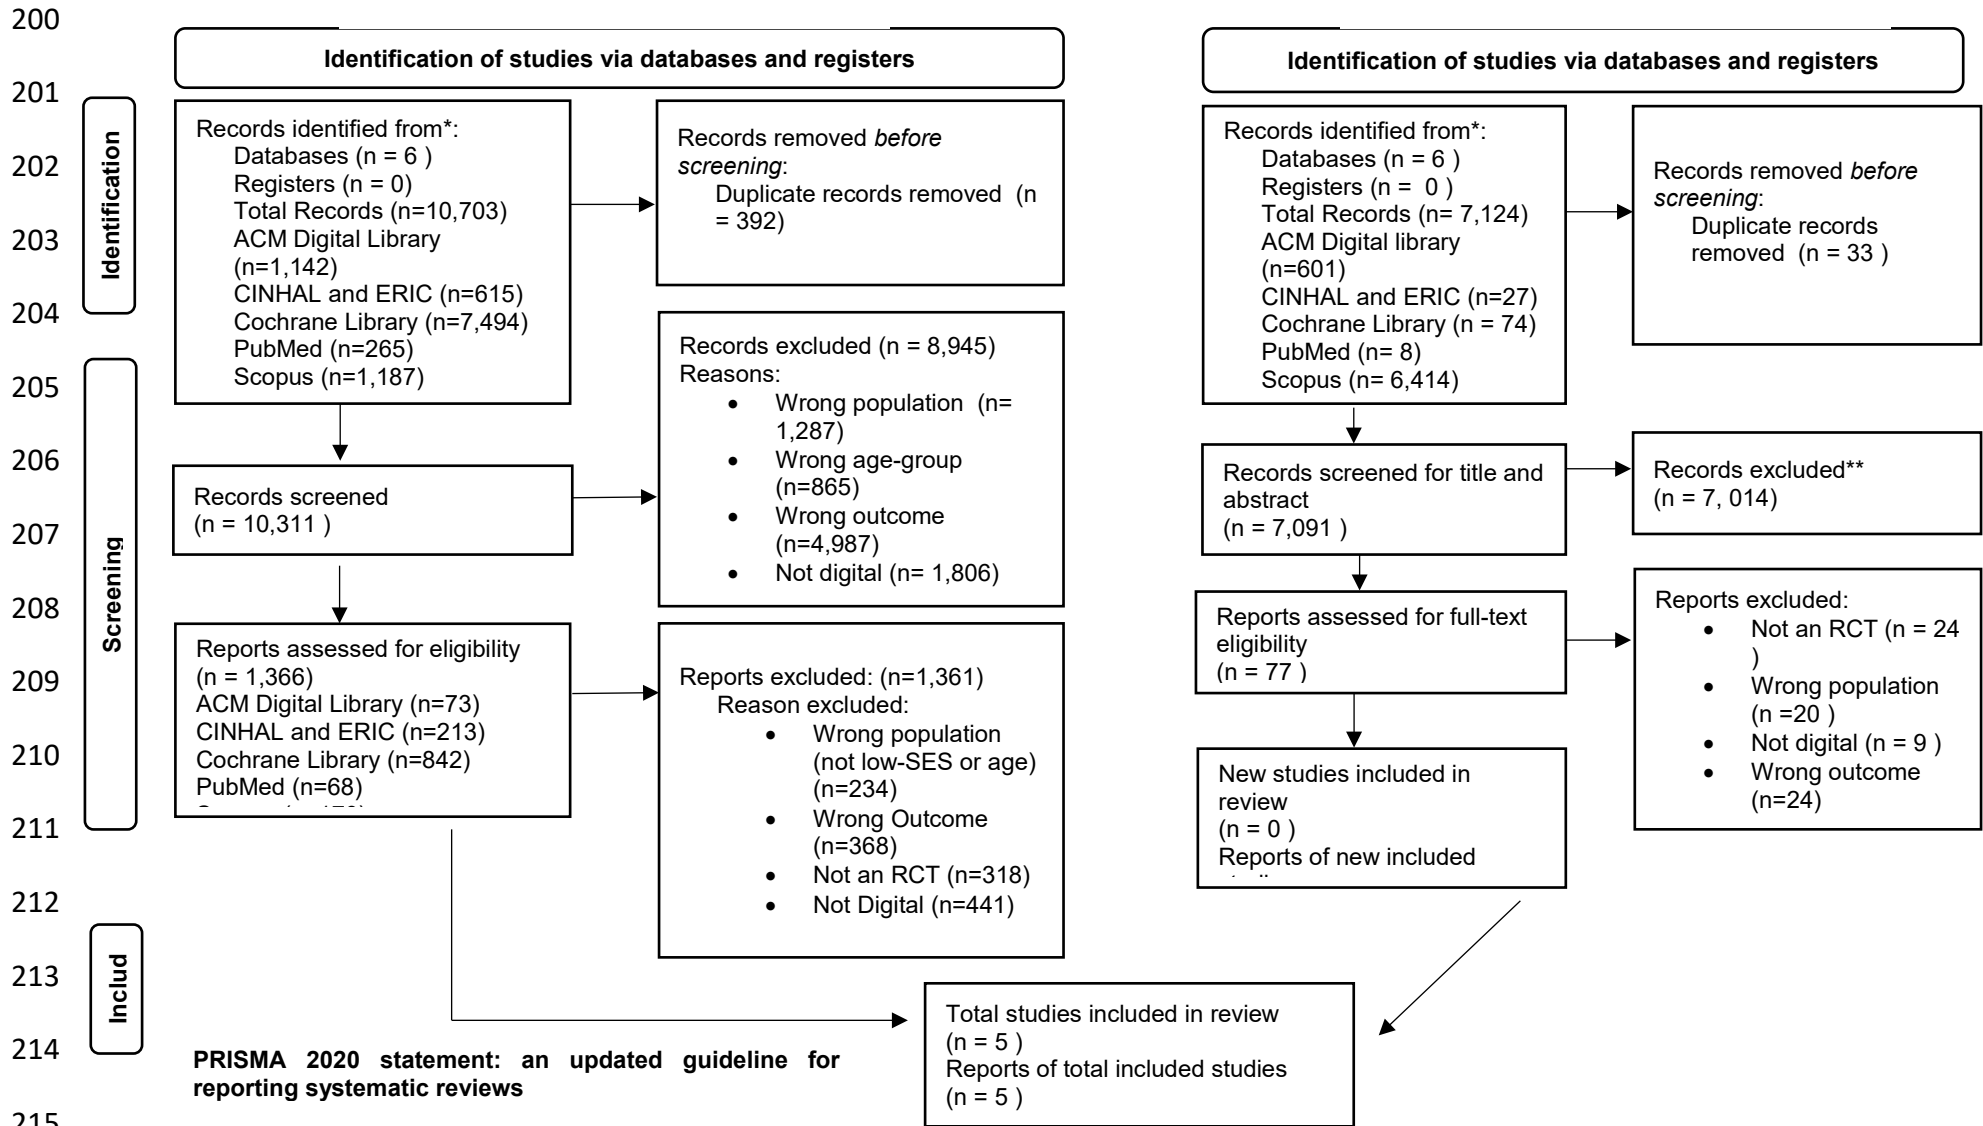 200
201
202
203
204
205
206
207
208
209
210
211
212
213
214
215
Identification
Screening
Includ
Identification of studies via databases and registers
Records identified from*:
Databases (n = 6 )
Registers (n = 0)
Total Records (n=10,703)
ACM Digital Library
(n=1,142)
CINHAL and ERIC (n=615)
Cochrane Library (n=7,494)
PubMed (n=265)
Scopus (n=1,187)
Records removed before
screening:
Duplicate records removed (n
= 392)
Records screened
(n = 10,311 )
Records excluded (n = 8,945)
Reasons:
• Wrong population (n=
1,287)
• Wrong age-group
(n=865)
• Wrong outcome
(n=4,987)
• Not digital (n= 1,806)
Reports assessed for eligibility
(n = 1,366)
ACM Digital Library (n=73)
CINHAL and ERIC (n=213)
Cochrane Library (n=842)
PubMed (n=68)
Reports excluded: (n=1,361)
Reason excluded:
• Wrong population
(not low-SES or age)
(n=234)
• Wrong Outcome
(n=368)
• Not an RCT (n=318)
• Not Digital (n=441)
Identification of studies via databases and registers
Records identified from*:
Databases (n = 6 )
Registers (n = 0 )
Total Records (n= 7,124)
ACM Digital library
(n=601)
CINHAL and ERIC (n=27)
Cochrane Library (n = 74)
PubMed (n= 8)
Scopus (n= 6,414)
Records removed before
screening:
Duplicate records
removed (n = 33 )
Records screened for title and
abstract
(n = 7,091 )
Records excluded**
(n = 7, 014)
Reports assessed for full-text
eligibility
(n = 77 )
Reports excluded:
• Not an RCT (n = 24
)
• Wrong population
(n =20 )
• Not digital (n = 9 )
• Wrong outcome
(n=24)
New studies included in
review
(n = 0 )
Reports of new included
Total studies included in review
(n = 5 )
Reports of total included studies
(n = 5 )
PRISMA 2020 statement: an updated guideline for
reporting systematic reviews